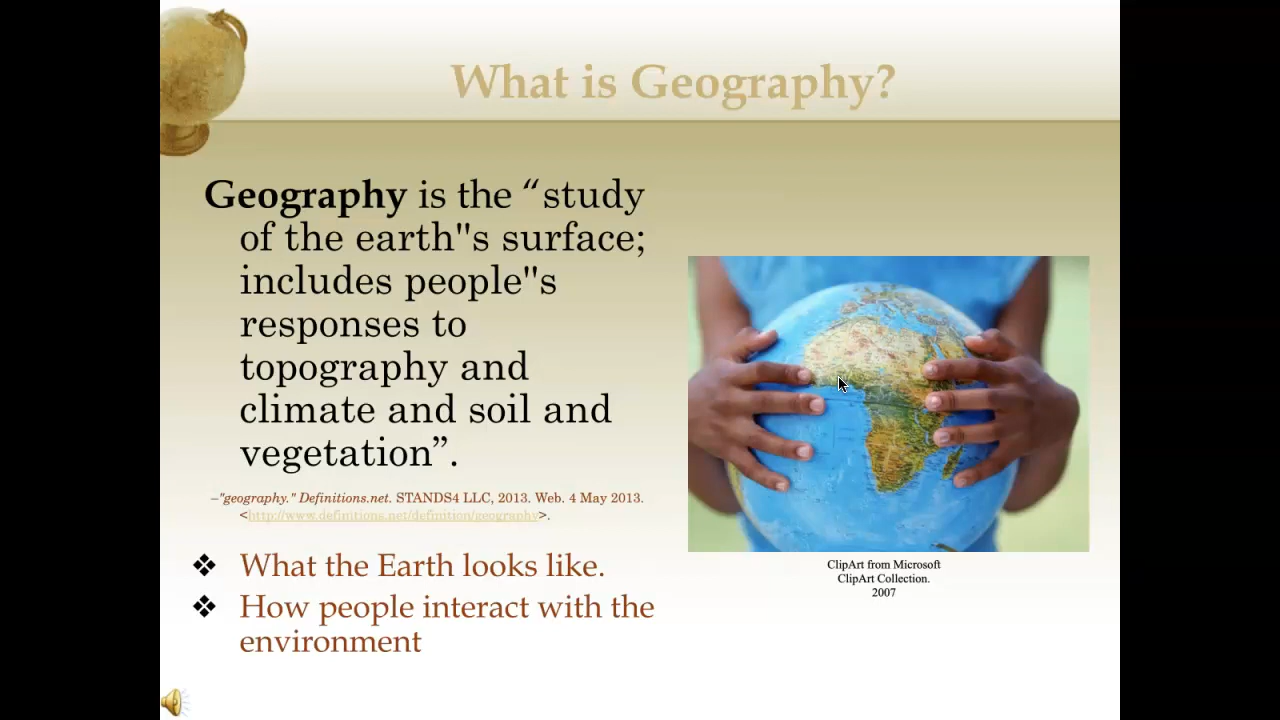 What is Geography?
Geography is the “study
of the earth"s surface;
includes people"s
responses to
topography and
climate and soil and
vegetation”.
–"geography." Definitions.net. STANDS4 LLC, 2013. Web. 4 May 2013.
<http://www.definitions.net/definition/geography>.
❖ What the Earth looks like.
❖ How people interact with the
environment
ClipArt from Microsoft
ClipArt Collection.
2007